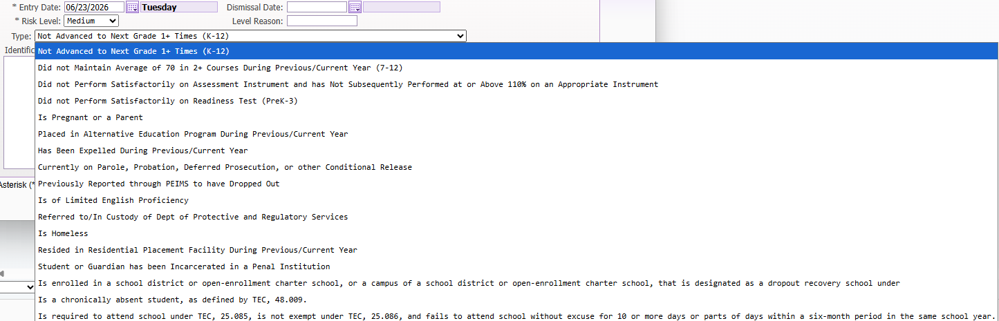 * Entry Date: 06/23/2026 Tuesday Dismissal Date:
* Risk Level: Medium Level Reason:
Type: Not Advanced to Next Grade 1+ Times (K-12)
Identific
Not Advanced to Next Grade 1+ Times (K-12)
Did not Maintain Average of 70 in 2+ Courses During Previous/Current Year (7-12)
Did not Perform Satisfactorily on Assessment Instrument and has Not Subsequently Performed at or Above 110% on an Appropriate Instrument
Did not Perform Satisfactorily on Readiness Test (PreK-3)
Is Pregnant or a Parent
Placed in Alternative Education Program During Previous/Current Year
Has Been Expelled During Previous/Current Year
Currently on Parole, Probation, Deferred Prosecution, or other Conditional Release
Asterisk (*
Previously Reported through PEIMS to have Dropped Out
Is of Limited English Proficiency
Referred to/In Custody of Dept of Protective and Regulatory Services
Is Homeless
Resided in Residential Placement Facility During Previous/Current Year
Student or Guardian has been Incarcerated in a Penal Institution
Is enrolled in a school district or open-enrollment charter school, or a campus of a school district or open-enrollment charter school, that is designated as a dropout recovery school under
Is a chronically absent student, as defined by TEC, 48.009.
Is required to attend school under TEC, 25.085, is not exempt under TEC, 25.086, and fails to attend school without excuse for 10 or more days or parts of days within a six-month period in the same school year.